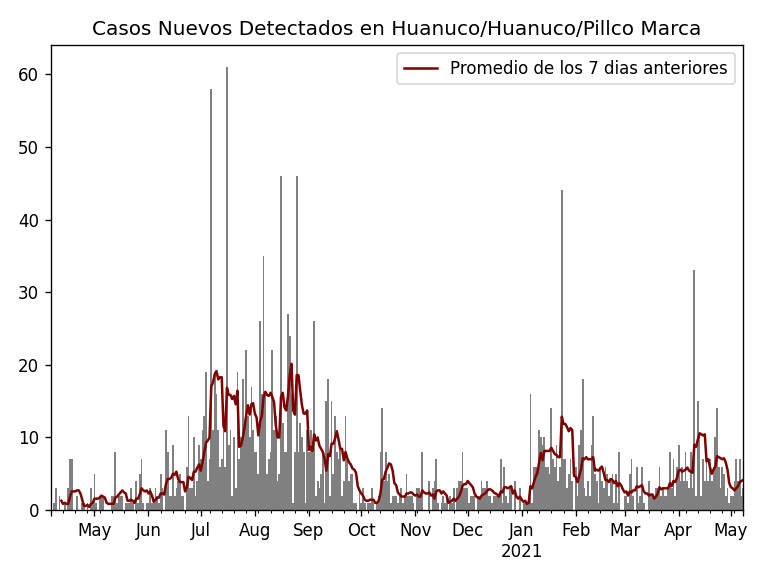 Casos Nuevos Detectados en Huanuco/Huanuco/Pillco Marca
Promedio de los 7 dias anteriores
60
50
40
30
20
10
0
May Jun Jul Aug Sep Oct Nov Dec Jan Feb Mar Apr May
2021